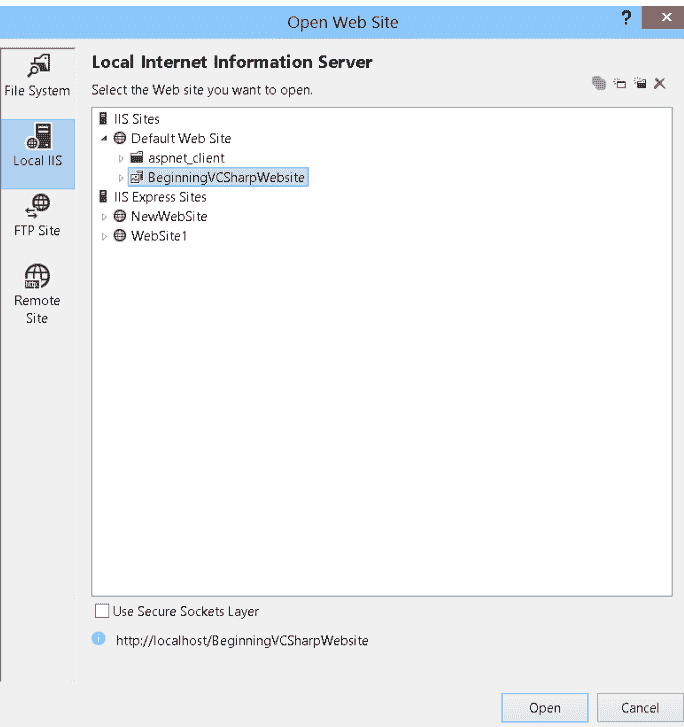 Open Web Site
?
File System
Local IIS
FTP Site
Remote
Site
Local Internet Information Server
Select the Web site you want to open.
IIS Sites
Default Web Site
aspnet_client
BeginningVCSharpWebsite
IIS Express Sites
NewWebSite
WebSite1
Use Secure Sockets Layer
http://localhost/BeginningVCSharpWebsite
Open
Cancel